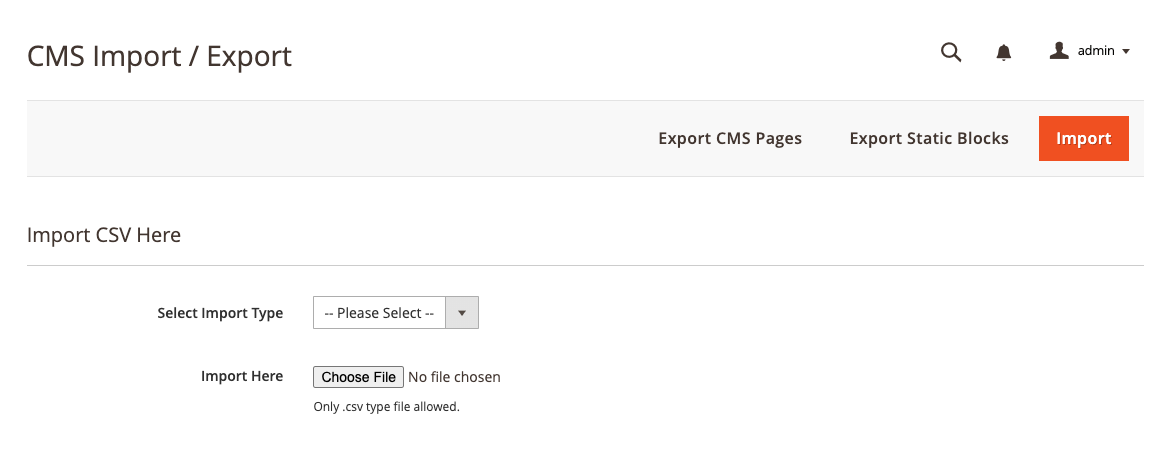 CMS Import / Export
admin
Export CMS Pages
Export Static Blocks
Import
Import CSV Here
Select Import Type
-- Please Select --
Import Here
Choose File No file chosen
Only .csv type file allowed.